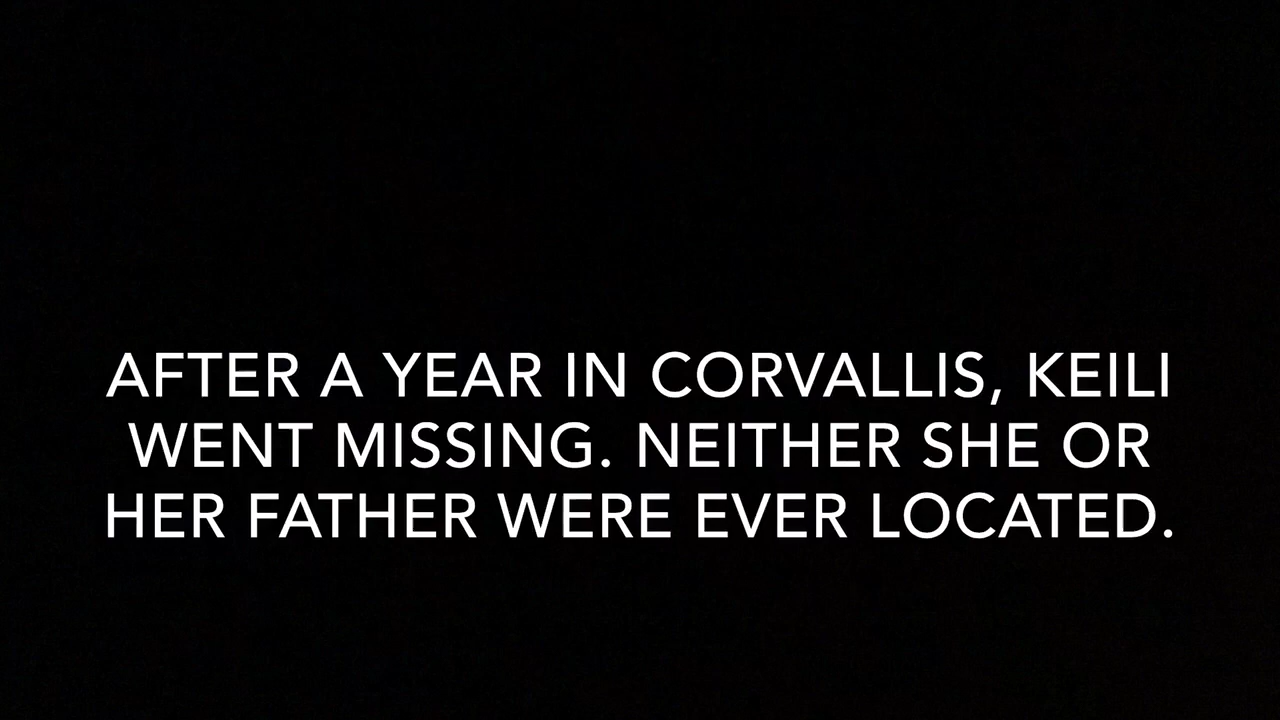 AFTER A YEAR IN CORVALLIS, KEILI
WENT MISSING. NEITHER SHE OR
HER FATHER WERE EVER LOCATED.